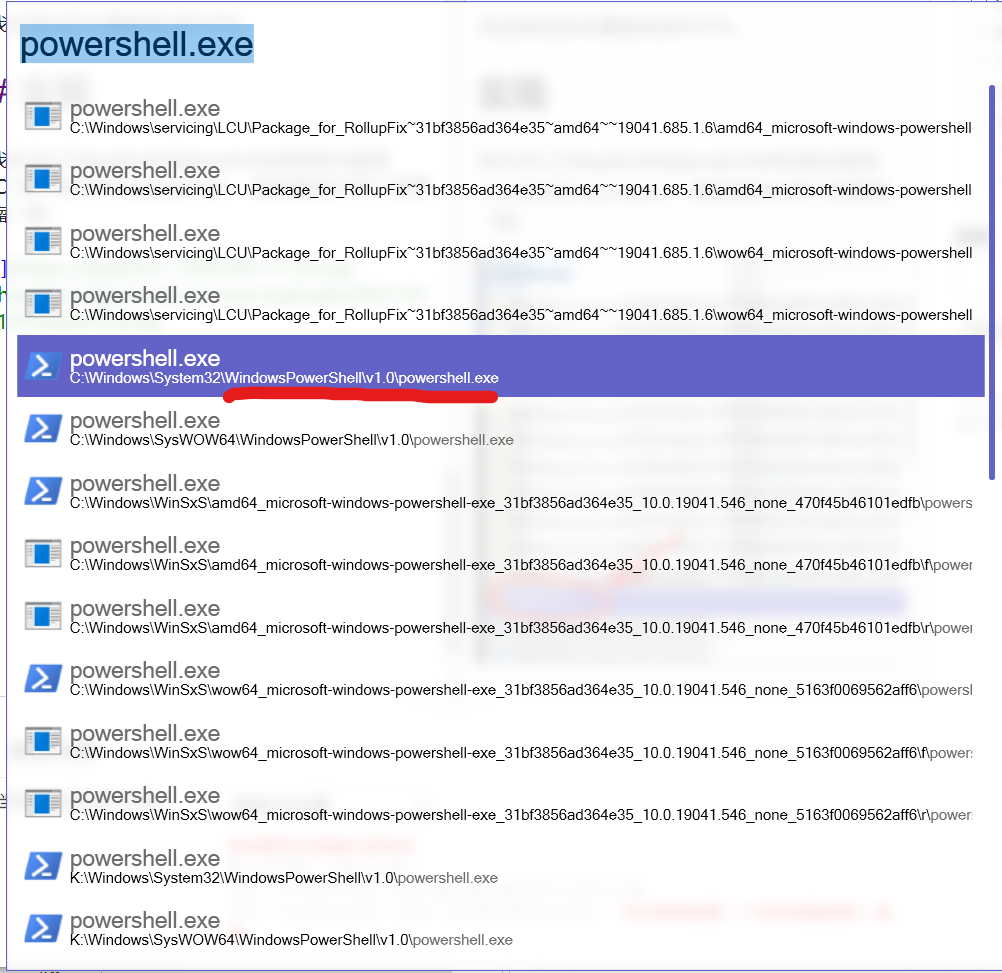 powershell.exe
powershell.exe
C:\Windows\servicing\LCU\Package_for_RollupFix~31bf3856ad364e35~amd64~~19041.685.1.6\amd64_microsoft-windows-powershell
powershell.exe
C:\Windows\servicing\LCU\Package_for_RollupFix~31bf3856ad364e35~amd64~~19041.685.1.6\amd64_microsoft-windows-powershell
powershell.exe
C:\Windows\servicing\LCU\Package_for_RollupFix~31bf3856ad364e35~amd64~~19041.685.1.6\wow64_microsoft-windows-powershell
powershell.exe
C:\Windows\servicing\LCU\Package_for_RollupFix~31bf3856ad364e35~amd64~~19041.685.1.6\wow64_microsoft-windows-powershell
powershell.exe
C:\Windows\System32\WindowsPowerShell\v1.0\powershell.exe
powershell.exe
C:\Windows\SysWOW64\WindowsPowerShell\v1.0\powershell.exe
powershell.exe
C:\Windows\WinSxS\amd64_microsoft-windows-powershell-exe_31bf3856ad364e35_10.0.19041.546_none_470f45b46101edfb\powers
powershell.exe
C:\Windows\WinSxS\amd64_microsoft-windows-powershell-exe_31bf3856ad364e35_10.0.19041.546_none_470f45b46101edfb\f\power
powershell.exe
C:\Windows\WinSxS\amd64_microsoft-windows-powershell-exe_31bf3856ad364e35_10.0.19041.546_none_470f45b46101edfb\r\power
powershell.exe
C:\Windows\WinSxS\wow64_microsoft-windows-powershell-exe_31bf3856ad364e35_10.0.19041.546_none_5163f0069562aff6\powersh
powershell.exe
C:\Windows\WinSxS\wow64_microsoft-windows-powershell-exe_31bf3856ad364e35_10.0.19041.546_none_5163f0069562aff6\f\powers
powershell.exe
C:\Windows\WinSxS\wow64_microsoft-windows-powershell-exe_31bf3856ad364e35_10.0.19041.546_none_5163f0069562aff6\r\power
powershell.exe
K:\Windows\System32\WindowsPowerShell\v1.0\powershell.exe
powershell.exe
K:\Windows\SysWOW64\WindowsPowerShell\v1.0\powershell.exe